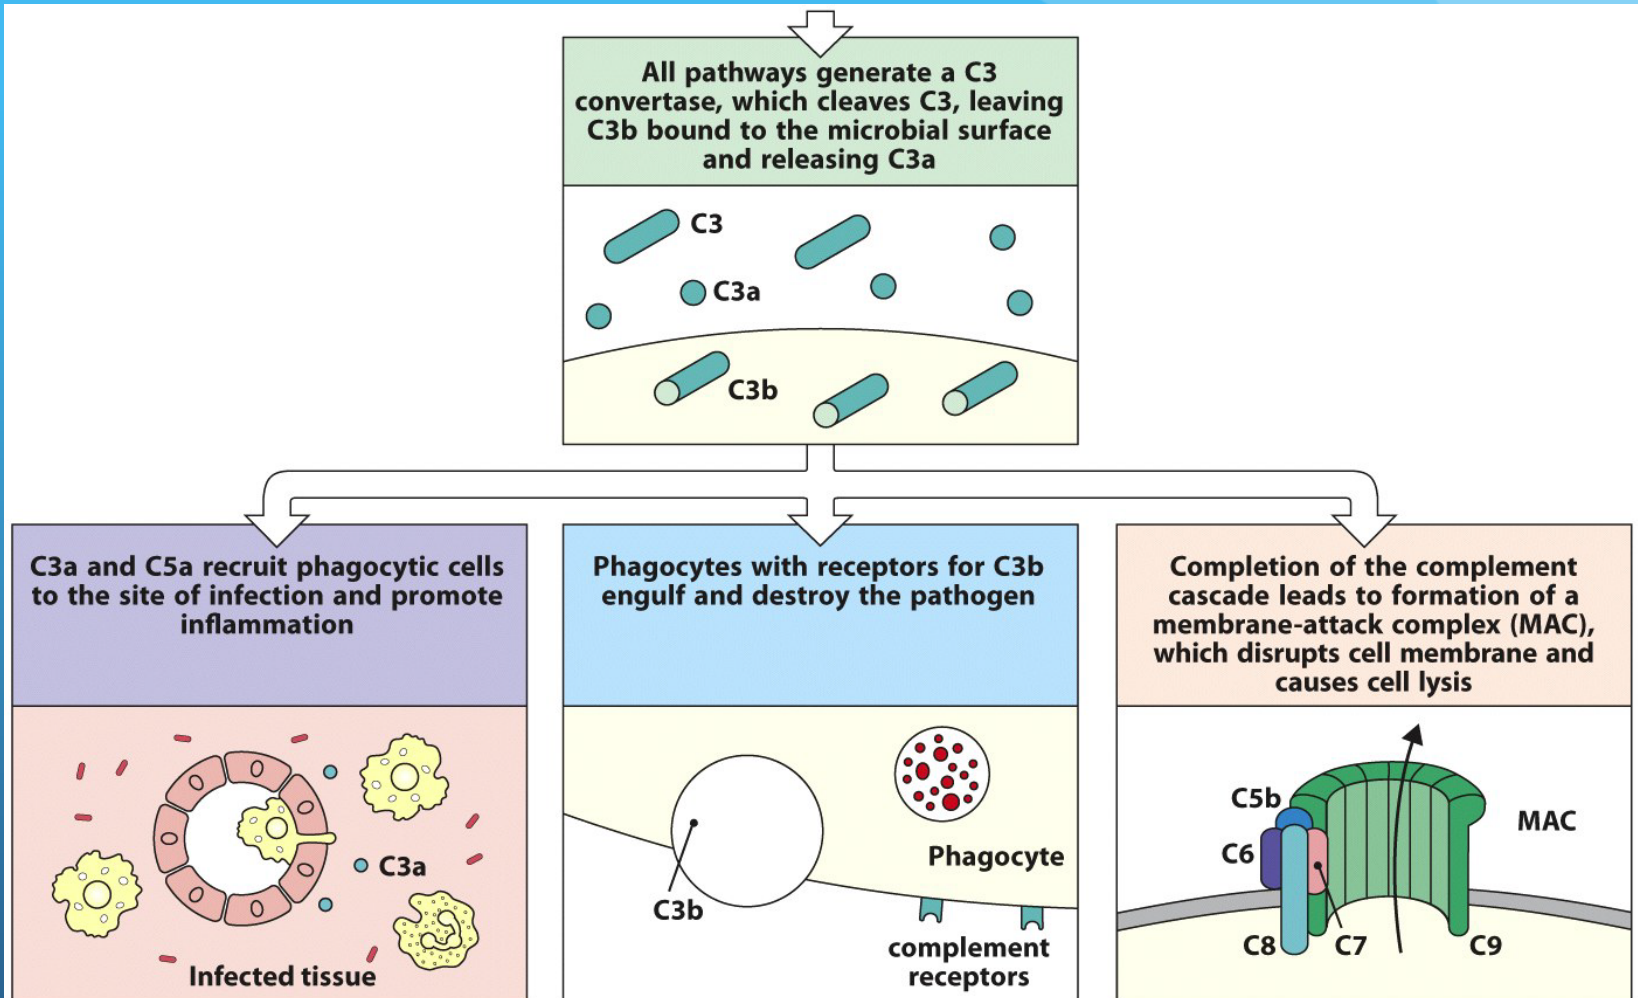 All pathways generate a C3
convertase, which cleaves C3, leaving
C3b bound to the microbial surface
and releasing C3a
C3
C3a
C3b
C3a and C5a recruit phagocytic cells
to the site of infection and promote
inflammation
C3a
Infected tissue
Phagocytes with receptors for C3b
engulf and destroy the pathogen
Phagocyte
C3b
complement
receptors
Completion of the complement
cascade leads to formation of a
membrane-attack complex (MAC),
which disrupts cell membrane and
causes cell lysis
C5b
MAC
C6
C8
C7
C9